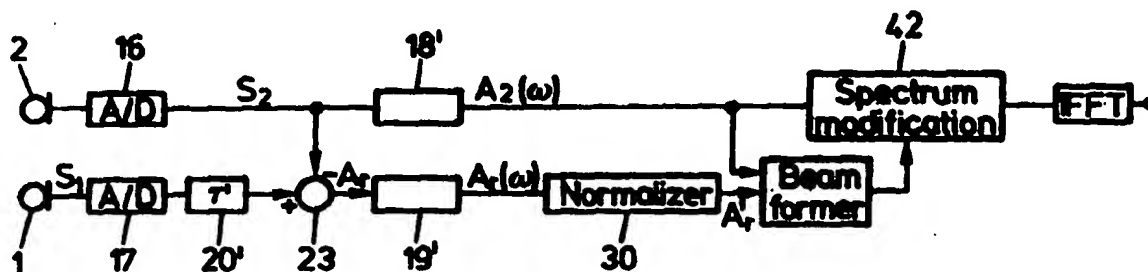 2 16 18' 42
A/D S₂ A₂(ω) Spectrum modification IFFT
S₁ A/D τ' + - Aᵣ Aᵣ(ω) Normalizer Aᵣ Beam former
1 17 20' 23 19' 30